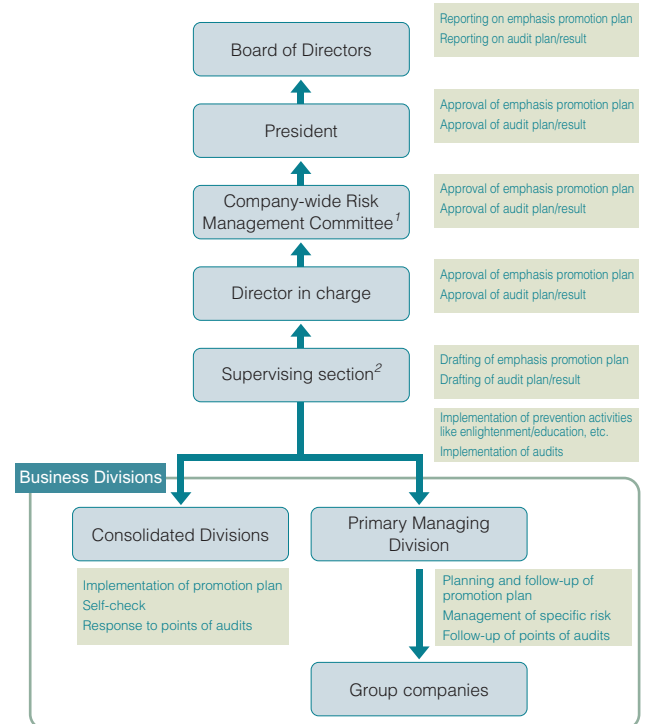 Board of Directors
Reporting on emphasis promotion plan
Reporting on audit plan/result
President
Approval of emphasis promotion plan
Approval of audit plan/result
Company-wide Risk
Management Committee1
Approval of emphasis promotion plan
Approval of audit plan/result
Director in charge
Approval of emphasis promotion plan
Approval of audit plan/result
Supervising section2
Drafting of emphasis promotion plan
Drafting of audit plan/result
Implementation of prevention activities
like enlightenment/education, etc.
Implementation of audits
Business Divisions
Consolidated Divisions
Implementation of promotion plan
Self-check
Response to points of audits
Primary Managing
Division
Planning and follow-up of
promotion plan
Management of specific risk
Follow-up of points of audits
Group companies